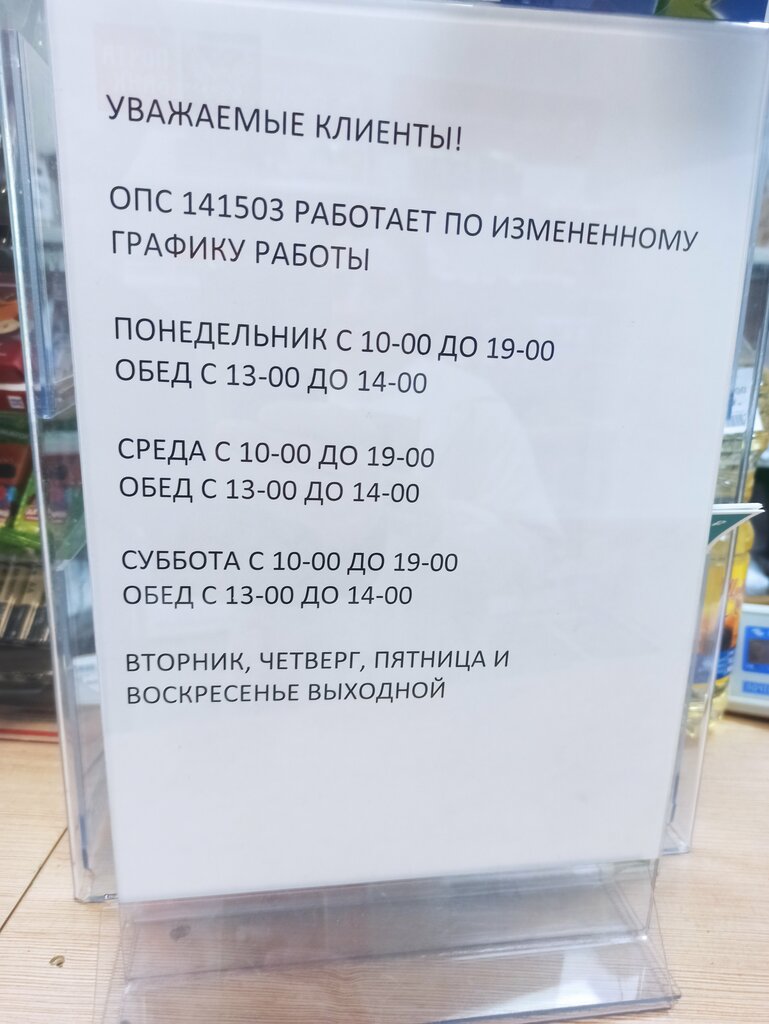 УВАЖАЕМЫЕ КЛИЕНТЫ!
ОПС 141503 РАБОТАЕТ ПО ИЗМЕНЕННОМУ
ГРАФИКУ РАБОТЫ
ПОНЕДЕЛЬНИК С 10-00 ДО 19-00
ОБЕД С 13-00 ДО 14-00
СРЕДА С 10-00 ДО 19-00
ОБЕД С 13-00 ДО 14-00
СУББОТА С 10-00 ДО 19-00
ОБЕД С 13-00 ДО 14-00
ВТОРНИК, ЧЕТВЕРГ, ПЯТНИЦА И
ВОСКРЕСЕНЬЕ ВЫХОДНОЙ